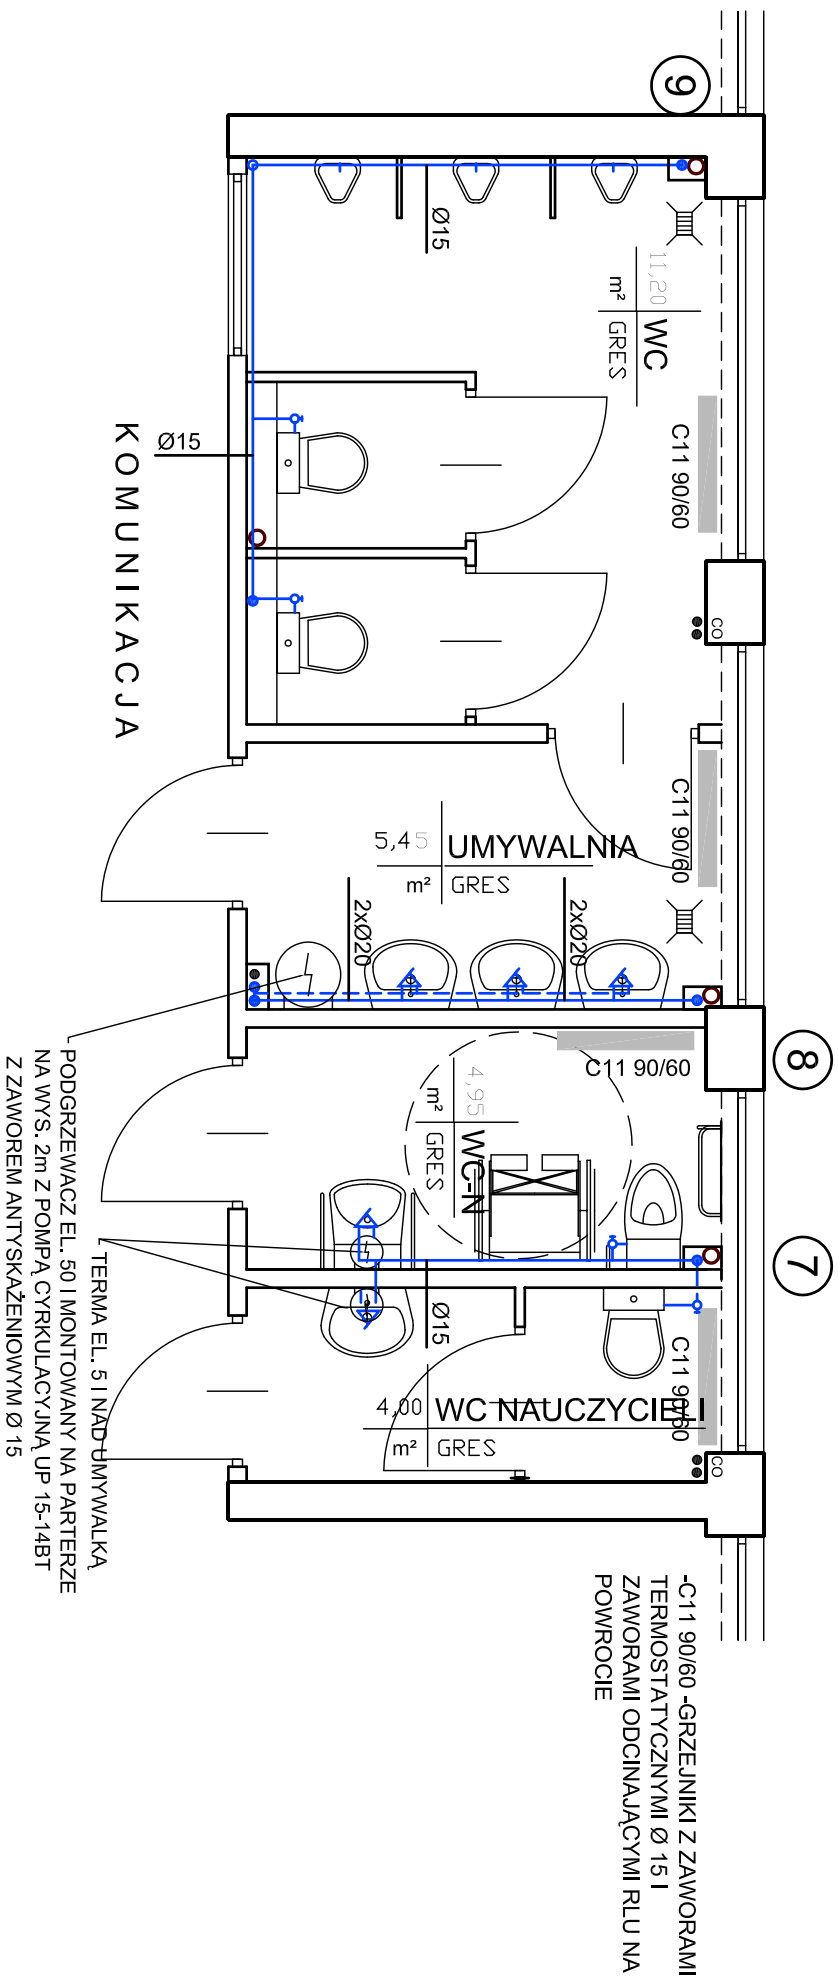 9
Ø15
11,20
m²
WC
GRES
C11 90/60
Ø15
KOMUNIKACJA
CO
C11 90/60
5,45
m²
UMYWALNIA
GRES
2xØ20
2xØ20
8
C11 90/60
4,95
m²
WC-N
GRES
7
Ø15
C11 90/60
4,00
m²
WC NAUCZYCIELI
GRES
CO
TERMA EL. 5 l NAD UMYWALKĄ
PODGRZEWACZ EL. 50 l MONTOWANY NA PARTERZE
NA WYS. 2m Z POMPĄ CYRKULACYJNĄ UP 15-14BT
Z ZAWOREM ANTYSKAŻENIOWYM Ø 15
-C11 90/60 -GRZEJNIKI Z ZAWORAMI
TERMOSTATYCZNYMI Ø 15 I
ZAWORAMI ODCINAJĄCYMI RLU NA
POWROCIE